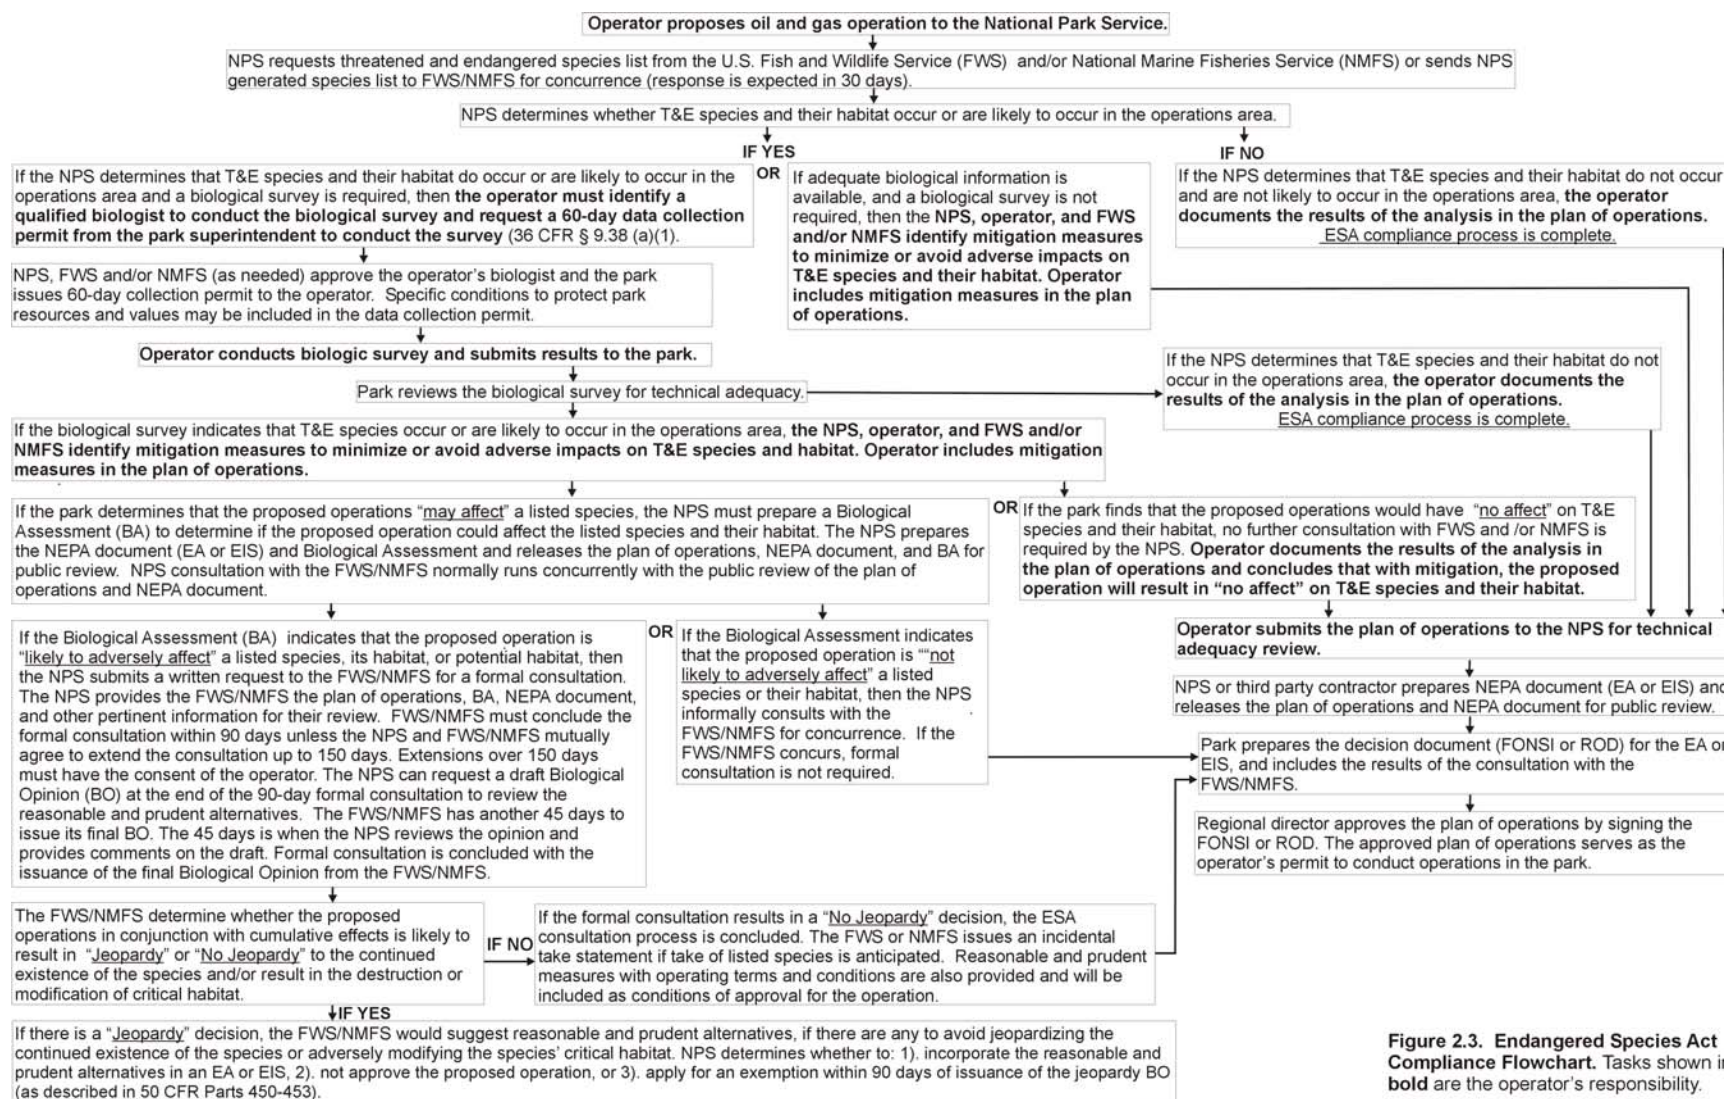 Operator proposes oil and gas operation to the National Park Service.
NPS requests threatened and endangered species list from the U.S. Fish and Wildlife Service (FWS) and/or National Marine Fisheries Service (NMFS) or sends NPS
generated species list to FWS/NMFS for concurrence (response is expected in 30 days).
NPS determines whether T&E species and their habitat occur or are likely to occur in the operations area.
IF YES
IF NO
If the NPS determines that T&E species and their habitat do occur or are likely to occur in the
operations area and a biological survey is required, then the operator must identify a
qualified biologist to conduct the biological survey and request a 60-day data collection
permit from the park superintendent to conduct the survey (36 CFR § 9.38 (a)(1).
OR
If adequate biological information is
available, and a biological survey is not
required, then the NPS, operator, and FWS
and/or NMFS identify mitigation measures
to minimize or avoid adverse impacts on
T&E species and their habitat. Operator
includes mitigation measures in the plan
of operations.
If the NPS determines that T&E species and their habitat do not occur
and are not likely to occur in the operations area, the operator
documents the results of the analysis in the plan of operations.
ESA compliance process is complete.
NPS, FWS and/or NMFS (as needed) approve the operator's biologist and the park
issues 60-day collection permit to the operator. Specific conditions to protect park
resources and values may be included in the data collection permit.
Operator conducts biologic survey and submits results to the park.
Park reviews the biological survey for technical adequacy.
If the NPS determines that T&E species and their habitat do not
occur in the operations area, the operator documents the
results of the analysis in the plan of operations.
ESA compliance process is complete.
If the biological survey indicates that T&E species occur or are likely to occur in the operations area, the NPS, operator, and FWS and/or
NMFS identify mitigation measures to minimize or avoid adverse impacts on T&E species and habitat. Operator includes mitigation
measures in the plan of operations.
If the park determines that the proposed operations "may affect" a listed species, the NPS must prepare a Biological
Assessment (BA) to determine if the proposed operation could affect the listed species and their habitat. The NPS prepares
the NEPA document (EA or EIS) and Biological Assessment and releases the plan of operations, NEPA document, and BA for
public review. NPS consultation with the FWS/NMFS normally runs concurrently with the public review of the plan of
operations and NEPA document.
OR
If the park finds that the proposed operations would have "no affect" on T&E
species and their habitat, no further consultation with FWS and /or NMFS is
required by the NPS. Operator documents the results of the analysis in
the plan of operations and concludes that with mitigation, the proposed
operation will result in "no affect" on T&E species and their habitat.
If the Biological Assessment (BA) indicates that the proposed operation is
"likely to adversely affect" a listed species, its habitat, or potential habitat, then
the NPS submits a written request to the FWS/NMFS for a formal consultation.
The NPS provides the FWS/NMFS the plan of operations, BA, NEPA document,
and other pertinent information for their review. FWS/NMFS must conclude the
formal consultation within 90 days unless the NPS and FWS/NMFS mutually
agree to extend the consultation up to 150 days. Extensions over 150 days
must have the consent of the operator. The NPS can request a draft Biological
Opinion (BO) at the end of the 90-day formal consultation to review the
reasonable and prudent alternatives. The FWS/NMFS has another 45 days to
issue its final BO. The 45 days is when the NPS reviews the opinion and
provides comments on the draft. Formal consultation is concluded with the
issuance of the final Biological Opinion from the FWS/NMFS.
OR
If the Biological Assessment indicates
that the proposed operation is ""not
likely to adversely affect" a listed
species or their habitat, then the NPS
informally consults with the
FWS/NMFS for concurrence. If the
FWS/NMFS concurs, formal
consultation is not required.
Operator submits the plan of operations to the NPS for technical
adequacy review.
NPS or third party contractor prepares NEPA document (EA or EIS) and
releases the plan of operations and NEPA document for public review.
Park prepares the decision document (FONSI or ROD) for the EA or
EIS, and includes the results of the consultation with the
FWS/NMFS.
Regional director approves the plan of operations by signing the
FONSI or ROD. The approved plan of operations serves as the
operator's permit to conduct operations in the park.
The FWS/NMFS determine whether the proposed
operations in conjunction with cumulative effects is likely to
result in "Jeopardy" or "No Jeopardy" to the continued
existence of the species and/or result in the destruction or
modification of critical habitat.
IF NO
If the formal consultation results in a "No Jeopardy" decision, the ESA
consultation process is concluded. The FWS or NMFS issues an incidental
take statement if take of listed species is anticipated. Reasonable and prudent
measures with operating terms and conditions are also provided and will be
included as conditions of approval for the operation.
IF YES
If there is a "Jeopardy" decision, the FWS/NMFS would suggest reasonable and prudent alternatives, if there are any to avoid jeopardizing the
continued existence of the species or adversely modifying the species' critical habitat. NPS determines whether to: 1). incorporate the reasonable and
prudent alternatives in an EA or EIS, 2). not approve the proposed operation, or 3). apply for an exemption within 90 days of issuance of the jeopardy BO
(as described in 50 CFR Parts 450-453).
Figure 2.3. Endangered Species Act
Compliance Flowchart. Tasks shown in
bold are the operator's responsibility.